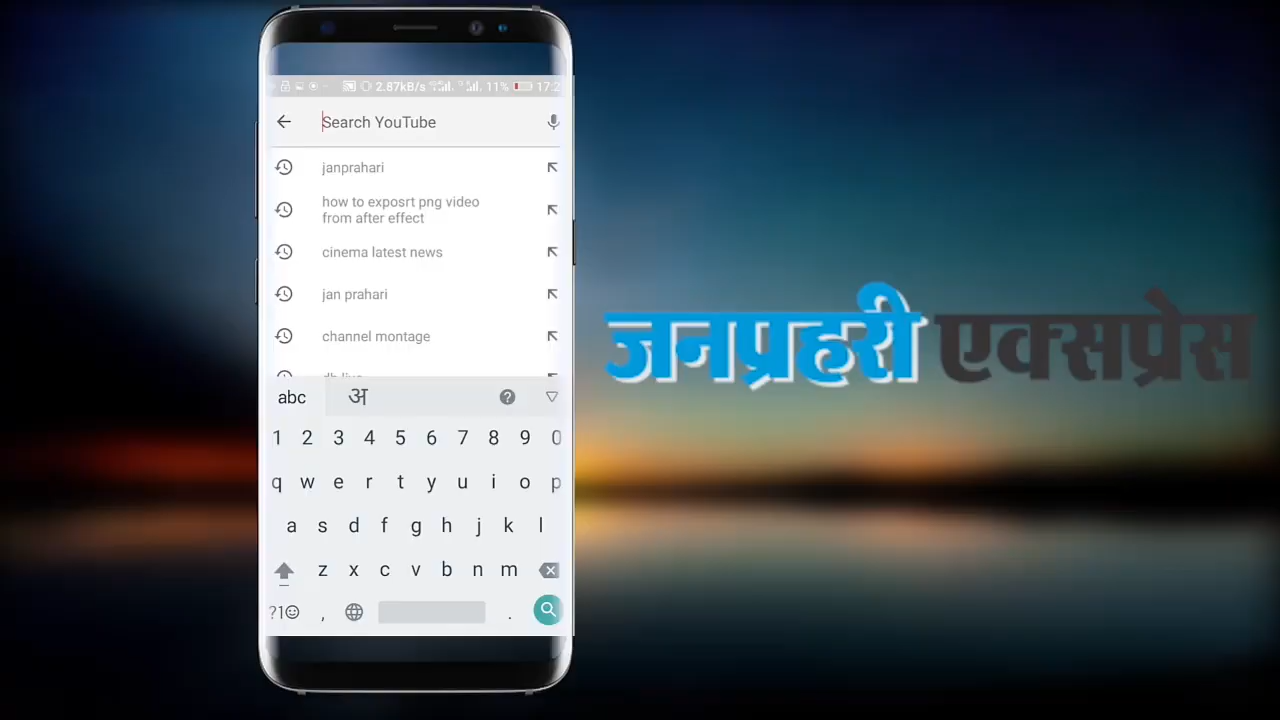 2.87kB/s 11% 17:2
Search YouTube
janprahari
how to exposrt png video
from after effect
cinema latest news
jan prahari
channel montage
abc अ
1 2 3 4 5 6 7 8 9 0
q w e r t y u i o p
a s d f g h j k l
z x c v b n m
?1☺ , .
जनप्रहरी एक्सप्रेस